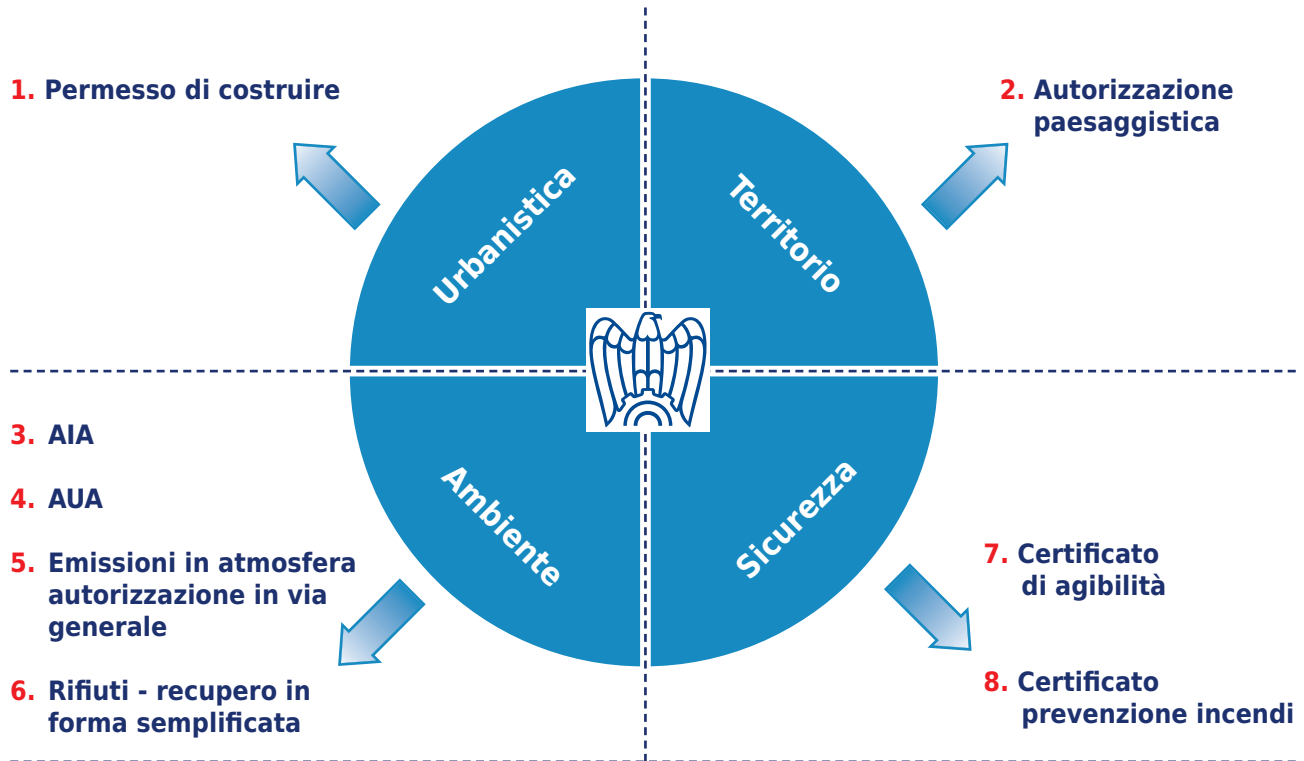 1. Permesso di costruire
2. Autorizzazione
paesaggistica
Urbanistica
Territorio
3. AIA
4. AUA
5. Emissioni in atmosfera
autorizzazione in via
generale
6. Rifiuti - recupero in
forma semplificata
Ambiente
Sicurezza
7. Certificato
di agibilità
8. Certificato
prevenzione incendi